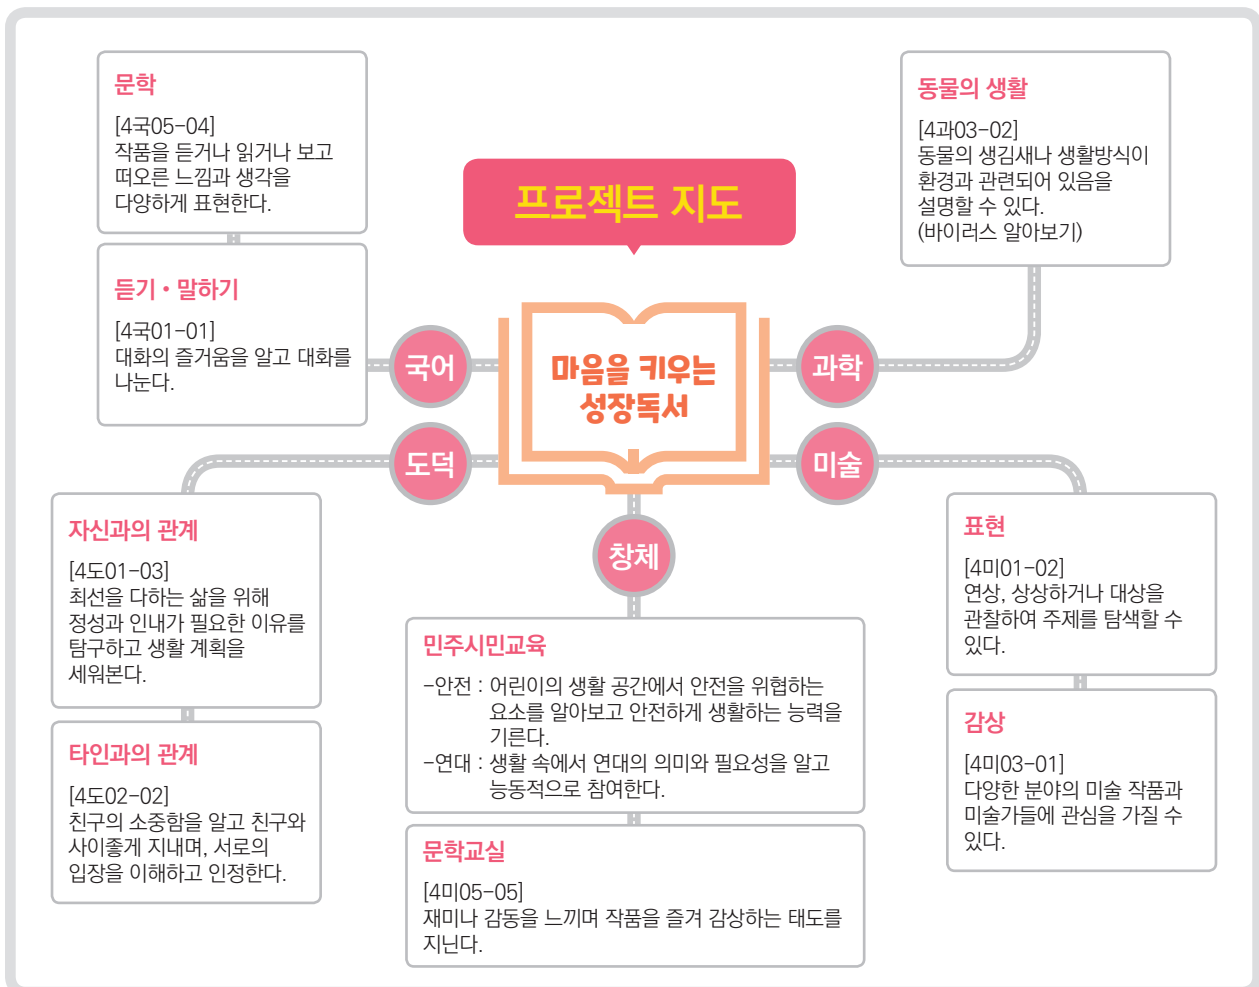 프로젝트 지도
마음을 키우는
성장독서
국어
문학
[4국05-04]
작품을 듣거나 읽거나 보고
떠오른 느낌과 생각을
다양하게 표현한다.
듣기·말하기
[4국01-01]
대화의 즐거움을 알고 대화를
나눈다.
과학
동물의 생활
[4과03-02]
동물의 생김새나 생활방식이
환경과 관련되어 있음을
설명할 수 있다.
(바이러스 알아보기)
도덕
자신과의 관계
[4도01-03]
최선을 다하는 삶을 위해
정성과 인내가 필요한 이유를
탐구하고 생활 계획을
세워본다.
타인과의 관계
[4도02-02]
친구의 소중함을 알고 친구와
사이좋게 지내며, 서로의
입장을 이해하고 인정한다.
창체
민주시민교육
-안전 : 어린이의 생활 공간에서 안전을 위협하는
요소를 알아보고 안전하게 생활하는 능력을
기른다.
-연대 : 생활 속에서 연대의 의미와 필요성을 알고
능동적으로 참여한다.
문학교실
[4미05-05]
재미나 감동을 느끼며 작품을 즐겨 감상하는 태도를
지닌다.
미술
표현
[4미01-02]
연상, 상상하거나 대상을
관찰하여 주제를 탐색할 수
있다.
감상
[4미03-01]
다양한 분야의 미술 작품과
미술가들에 관심을 가질 수
있다.